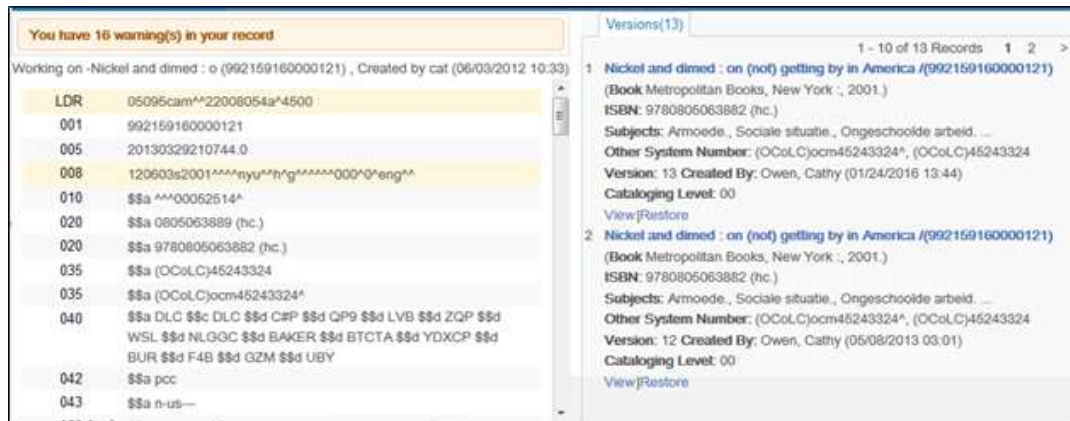 You have 16 warning(s) in your record
Working on -Nickel and dimed : o (992159160000121) , Created by cat (06/03/2012 10:33)
LDR 05095cam^^22008054a^4500
001 992159160000121
005 20130329210744.0
008 120603s2001^^^^nyu^^h^g^^^^^^000^0^eng^^
010 $$a ^^^00052514^
020 $$a 0805063889 (hc.)
020 $$a 9780805063882 (hc.)
035 $$a (OCoLC)45243324
035 $$a (OCoLC)ocm45243324^
040 $$a DLC $$c DLC $$d C#P $$d QP9 $$d LVB $$d ZQP $$d
WSL $$d NLGGC $$d BAKER $$d BTCTA $$d YDXCP $$d
BUR $$d F4B $$d GZM $$d UBY
042 $$a pcc
043 $$a n-us---
Versions(13)
1 - 10 of 13 Records 1 2 >
1 Nickel and dimed : on (not) getting by in America /(992159160000121)
(Book Metropolitan Books, New York :, 2001.)
ISBN: 9780805063882 (hc.)
Subjects: Armoede., Sociale situatie., Ongeschoolde arbeid. ...
Other System Number: (OCoLC)ocm45243324^, (OCoLC)45243324
Version: 13 Created By: Owen, Cathy (01/24/2016 13:44)
Cataloging Level: 00
View|Restore
2 Nickel and dimed : on (not) getting by in America /(992159160000121)
(Book Metropolitan Books, New York :, 2001.)
ISBN: 9780805063882 (hc.)
Subjects: Armoede., Sociale situatie., Ongeschoolde arbeid. ...
Other System Number: (OCoLC)ocm45243324^, (OCoLC)45243324
Version: 12 Created By: Owen, Cathy (05/08/2013 03:01)
Cataloging Level: 00
View|Restore